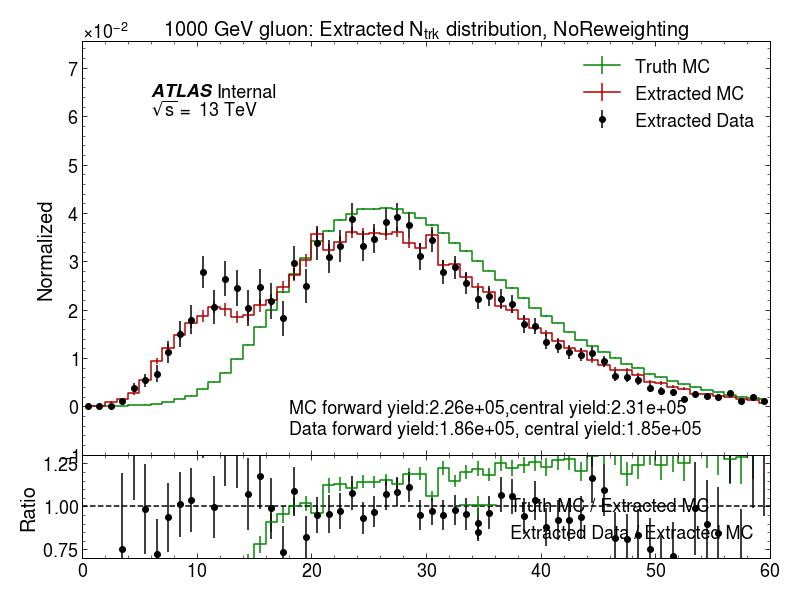 ×10⁻²
1000 GeV gluon: Extracted Ntrk distribution, NoReweighting
7
6
5
4
3
2
1
0
Normalized
ATLAS Internal
√s = 13 TeV
Truth MC
Extracted MC
Extracted Data
MC forward yield:2.26e+05,central yield:2.31e+05
Data forward yield:1.86e+05, central yield:1.85e+05
1.25
1.00
0.75
Ratio
Truth MC / Extracted MC
Extracted Data / Extracted MC
0
10
20
30
40
50
60